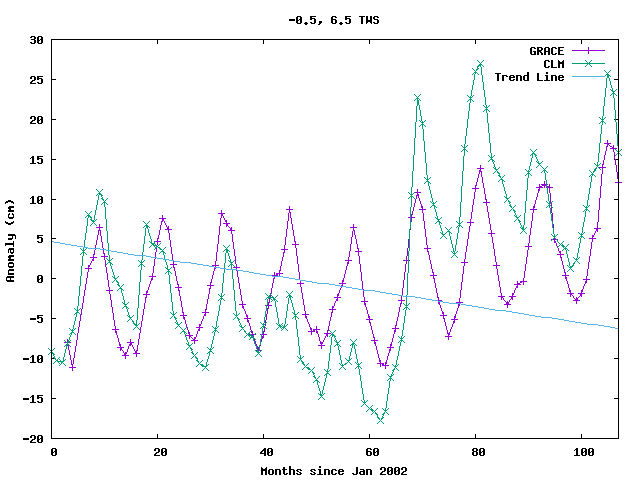 -0.5, 6.5 TWS
GRACE
CLM
Trend Line
30
25
20
15
10
5
0
-5
-10
-15
-20
Anomaly (cm)
0 20 40 60 80 100
Months since Jan 2002